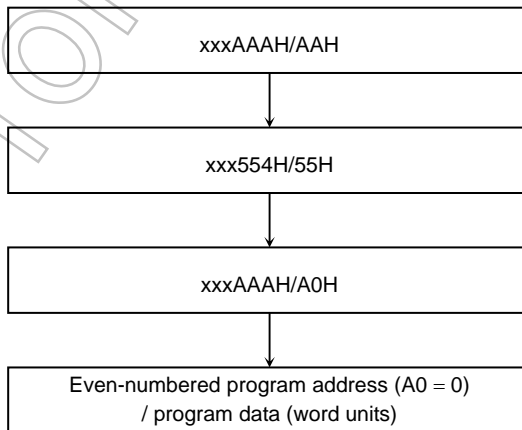 xxxAAAH/AAH
xxx554H/55H
xxxAAAH/A0H
Even-numbered program address (A0 = 0)
/ program data (word units)